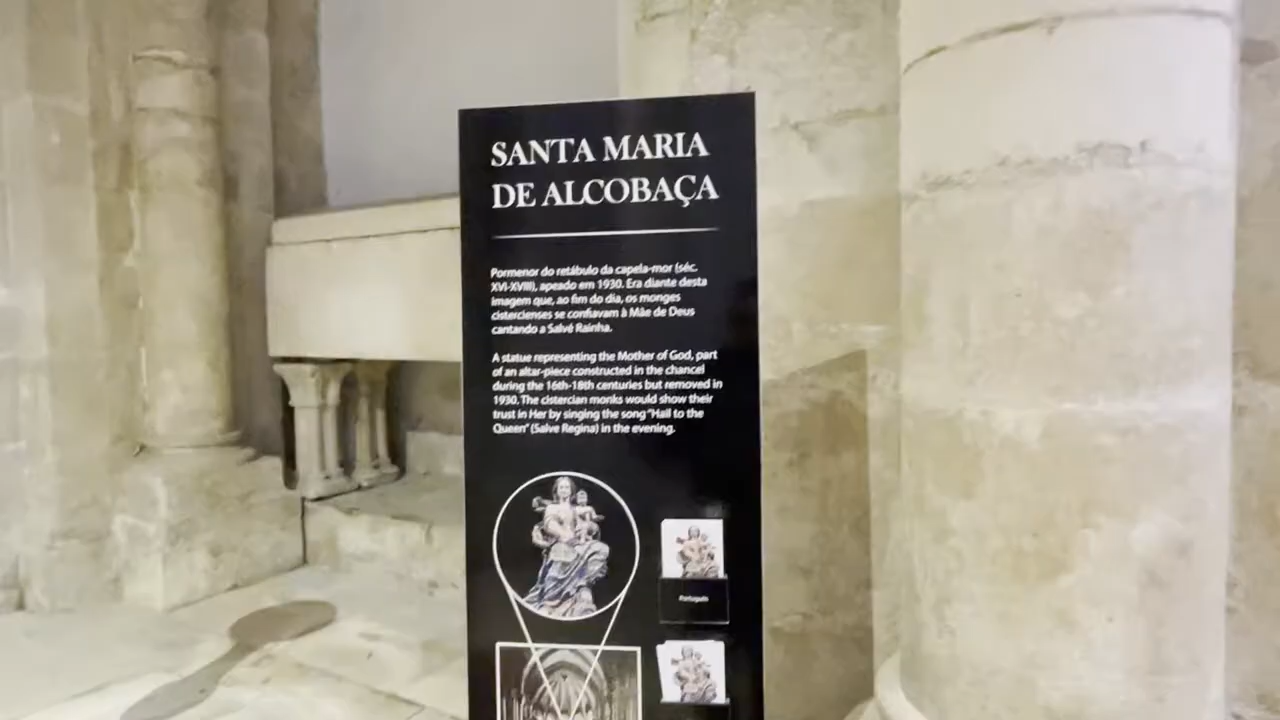 SANTA MARIA
DE ALCOBAÇA
Pormenor do retábulo da capela-mor (séc.
XVI-XVIII), apeado em 1930. Era diante desta
imagem que, ao fim do dia, os monges
cistercienses se confiavam à Mãe de Deus
cantando a Salvé Rainha.
A statue representing the Mother of God, part
of an altar-piece constructed in the chancel
during the 16th-18th centuries but removed in
1930. The cistercian monks would show their
trust in Her by singing the song "Hail to the
Queen" (Salve Regina) in the evening.
Português